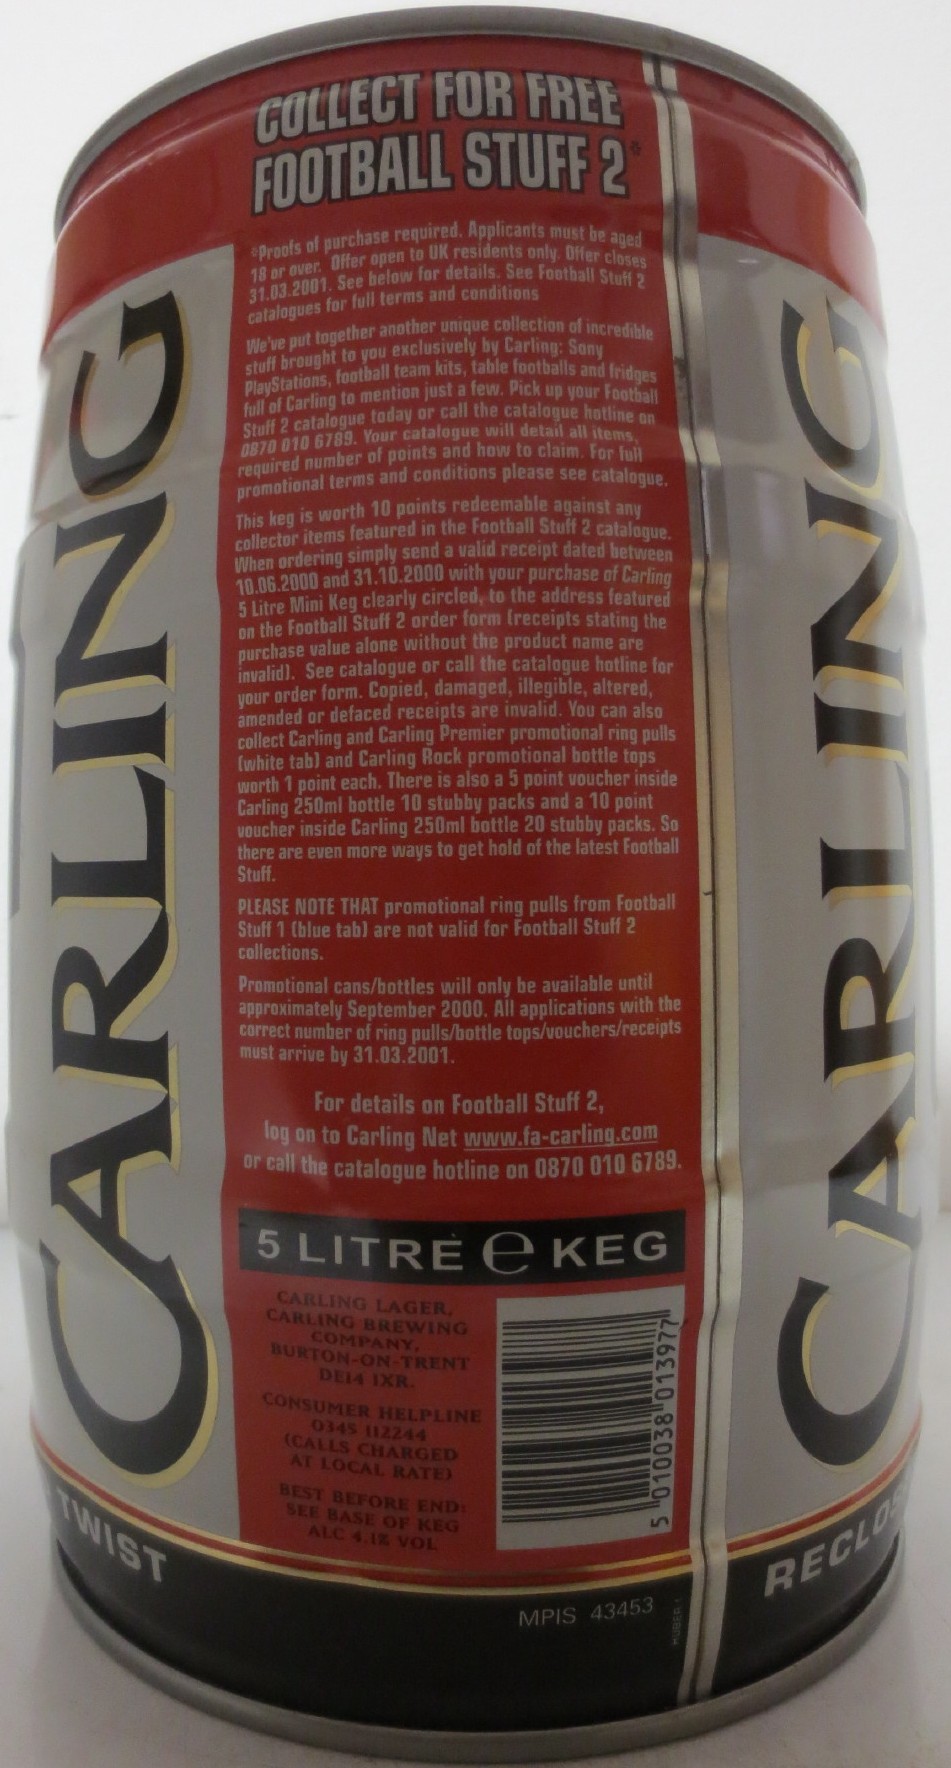 COLLECT FOR FREE
FOOTBALL STUFF 2*
*Proofs of purchase required. Applicants must be aged
18 or over. Offer open to UK residents only. Offer closes
31.03.2001. See below for details. See Football Stuff 2
catalogues for full terms and conditions
We've put together another unique collection of incredible
stuff brought to you exclusively by Carling: Sony
PlayStations, football team kits, table footballs and fridges
full of Carling to mention just a few. Pick up your Football
Stuff 2 catalogue today or call the catalogue hotline on
0870 010 6789. Your catalogue will detail all items,
required number of points and how to claim. For full
promotional terms and conditions please see catalogue.
This keg is worth 10 points redeemable against any
collector items featured in the Football Stuff 2 catalogue.
When ordering simply send a valid receipt dated between
10.06.2000 and 31.10.2000 with your purchase of Carling
5 Litre Mini Keg clearly circled, to the address featured
on the Football Stuff 2 order form (receipts stating the
purchase value alone without the product name are
invalid). See catalogue or call the catalogue hotline for
your order form. Copied, damaged, illegible, altered,
amended or defaced receipts are invalid. You can also
collect Carling and Carling Premier promotional ring pulls
(white tab) and Carling Rock promotional bottle tops
worth 1 point each. There is also a 5 point voucher inside
Carling 250ml bottle 10 stubby packs and a 10 point
voucher inside Carling 250ml bottle 20 stubby packs. So
there are even more ways to get hold of the latest Football
Stuff.
PLEASE NOTE THAT promotional ring pulls from Football
Stuff 1 (blue tab) are not valid for Football Stuff 2
collections.
Promotional cans/bottles will only be available until
approximately September 2000. All applications with the
correct number of ring pulls/bottle tops/vouchers/receipts
must arrive by 31.03.2001.
For details on Football Stuff 2,
log on to Carling Net www.fa-carling.com
or call the catalogue hotline on 0870 010 6789.
5 LITRE e KEG
CARLING LAGER,
CARLING BREWING
COMPANY,
BURTON-ON-TRENT
DE14 1XR.
CONSUMER HELPLINE
0345 112244
(CALLS CHARGED
AT LOCAL RATE)
BEST BEFORE END:
SEE BASE OF KEG
ALC 4.1% VOL
5 010038 013977
MPIS 43453
HUBER
CARLING
CARLING
TWIST
RECLOS